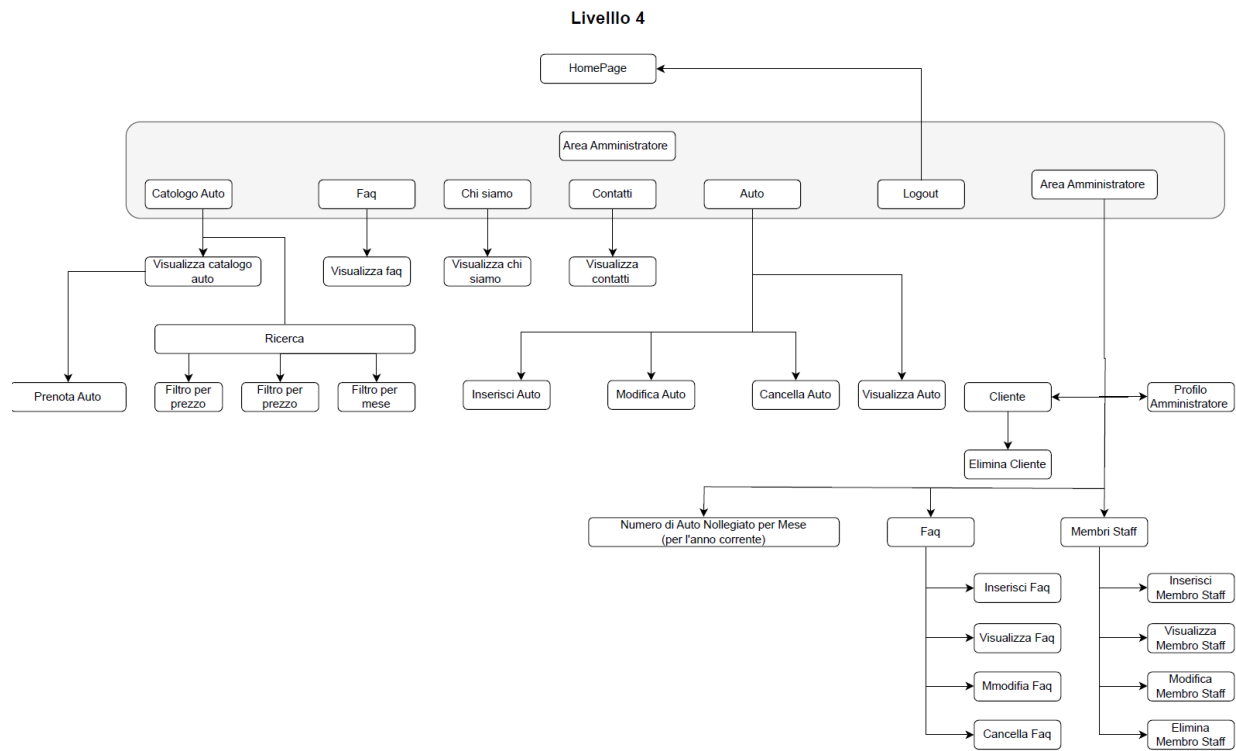 Livelllo 4
HomePage
Area Amministratore
Catologo Auto
Faq
Chi siamo
Contatti
Auto
Logout
Area Amministratore
Visualizza catalogo
auto
Visualizza faq
Visualizza chi
siamo
Visualizza
contatti
Ricerca
Prenota Auto
Filtro per
prezzo
Filtro per
prezzo
Filtro per
mese
Inserisci Auto
Modifica Auto
Cancella Auto
Visualizza Auto
Cliente
Profilo
Amministratore
Elimina Cliente
Numero di Auto Nollegiato per Mese
(per l'anno corrente)
Faq
Membri Staff
Inserisci Faq
Inserisci
Membro Staff
Visualizza Faq
Visualizza
Membro Staff
Mmodifia Faq
Modifica
Membro Staff
Cancella Faq
Elimina
Membro Staff